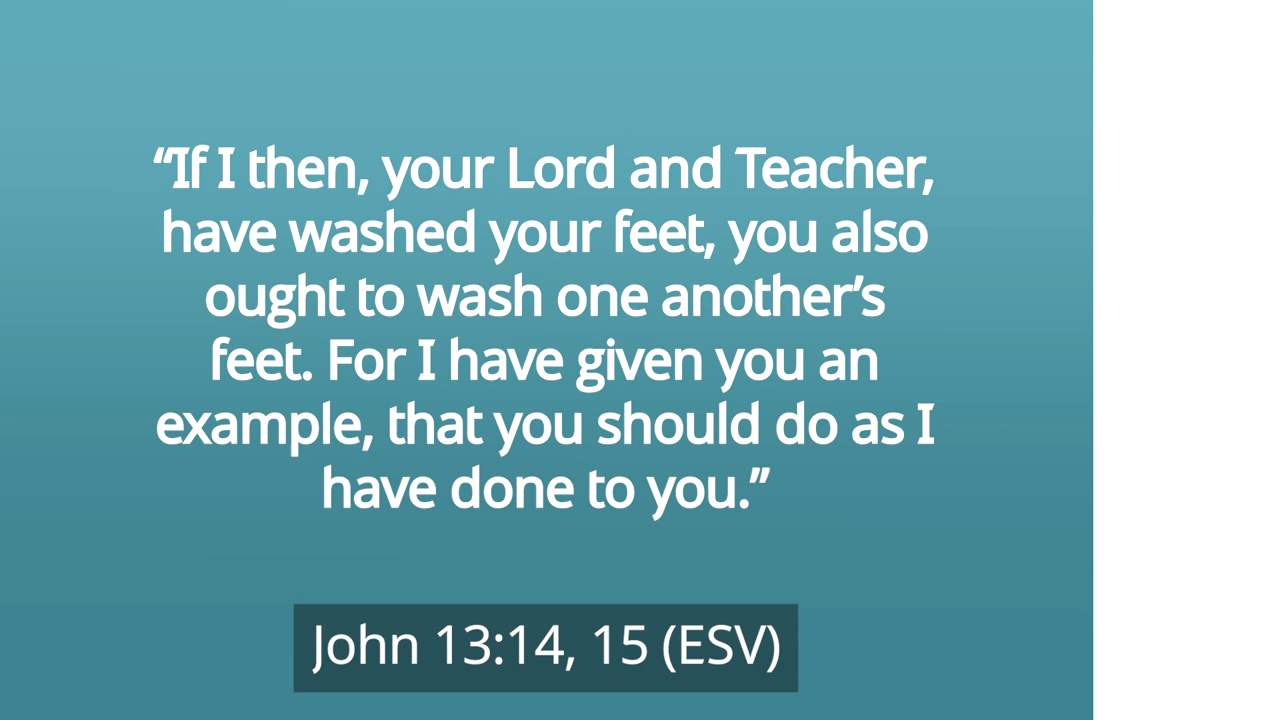 “If I then, your Lord and Teacher,
have washed your feet, you also
ought to wash one another’s
feet. For I have given you an
example, that you should do as I
have done to you.”
John 13:14, 15 (ESV)